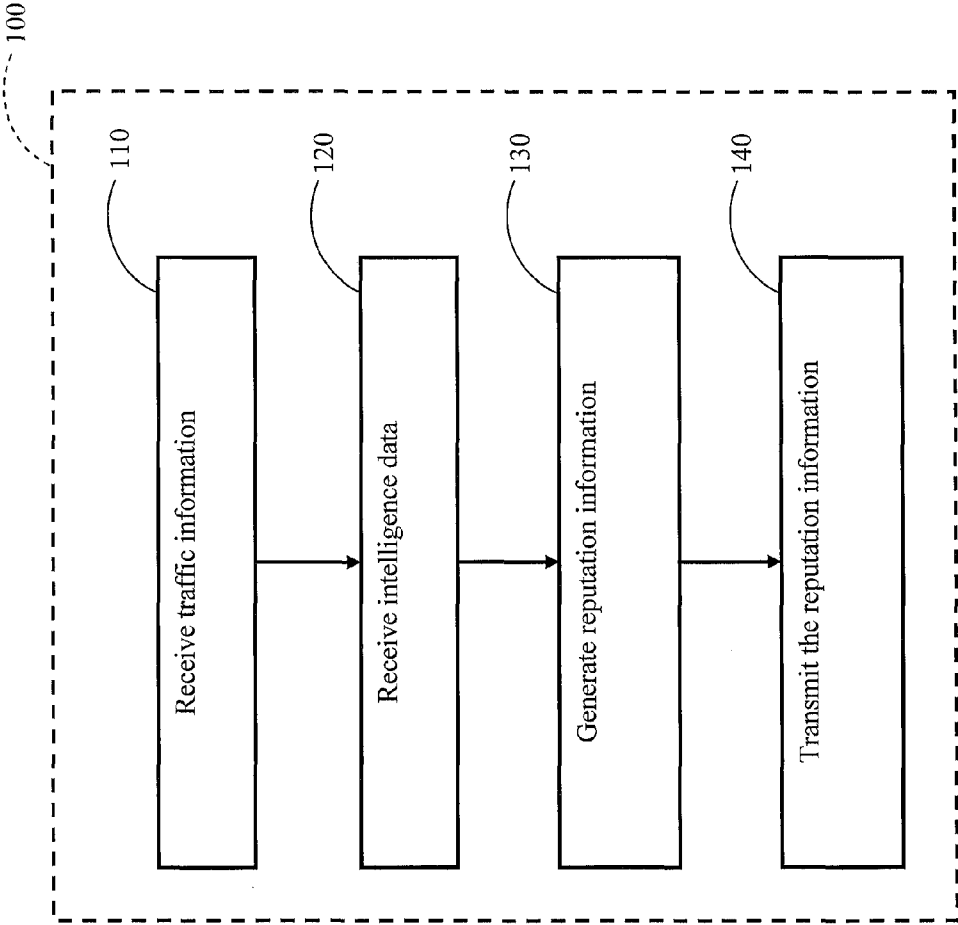 100
110
Receive traffic information
120
Receive intelligence data
130
Generate reputation information
140
Transmit the reputation information